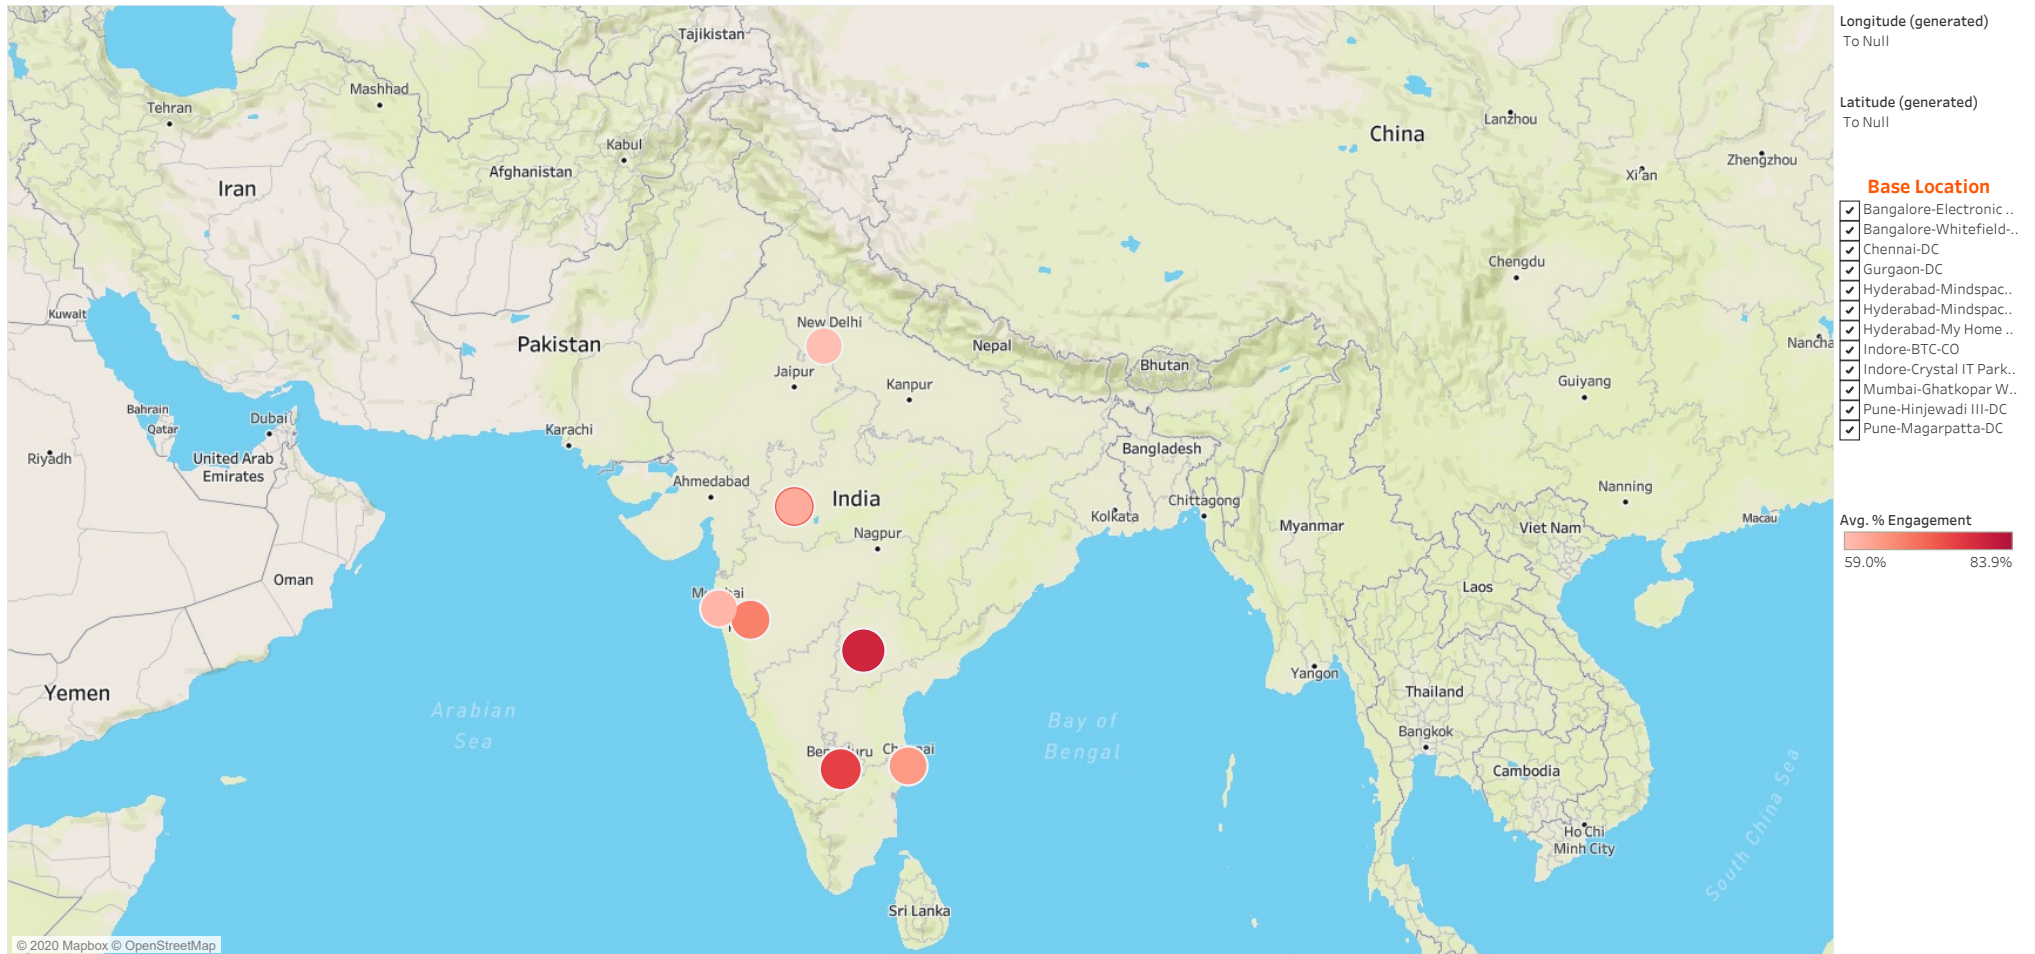 Tajikistan
Mashhad
Tehran
Kabul
Afghanistan
Iran
China
Lanzhou
Xi'an
Zhengzhou
Chengdu
Kuwait
Pakistan
New Delhi
Nepal
Bhutan
Jaipur
Kanpur
Guiyang
Nancha
Bahrain
Qatar
Dubai
Karachi
Riyadh
United Arab
Emirates
Bangladesh
Ahmedabad
India
Kolkata
Chittagong
Nanning
Macau
Myanmar
Viet Nam
Nagpur
Oman
Laos
Yemen
Yangon
Thailand
Arabian
Sea
Bay of
Bengal
Bangkok
Cambodia
South China Sea
Ho Chi
Minh City
Sri Lanka
© 2020 Mapbox © OpenStreetMap
Longitude (generated)
To Null
Latitude (generated)
To Null
Base Location
Bangalore-Electronic ..
Bangalore-Whitefield-..
Chennai-DC
Gurgaon-DC
Hyderabad-Mindspac..
Hyderabad-Mindspac..
Hyderabad-My Home ..
Indore-BTC-CO
Indore-Crystal IT Park..
Mumbai-Ghatkopar W..
Pune-Hinjewadi III-DC
Pune-Magarpatta-DC
Avg. % Engagement
59.0% 83.9%